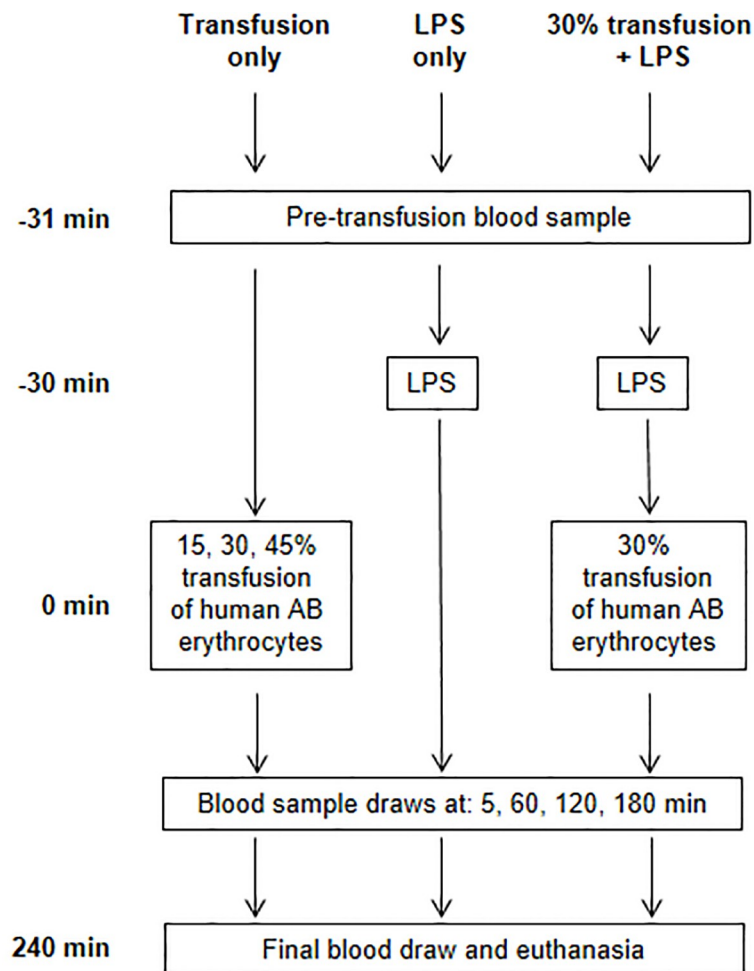 Transfusion
only
LPS
only
30% transfusion
+ LPS
-31 min
Pre-transfusion blood sample
-30 min
LPS
LPS
0 min
15, 30, 45%
transfusion
of human AB
erythrocytes
30%
transfusion
of human AB
erythrocytes
Blood sample draws at: 5, 60, 120, 180 min
240 min
Final blood draw and euthanasia